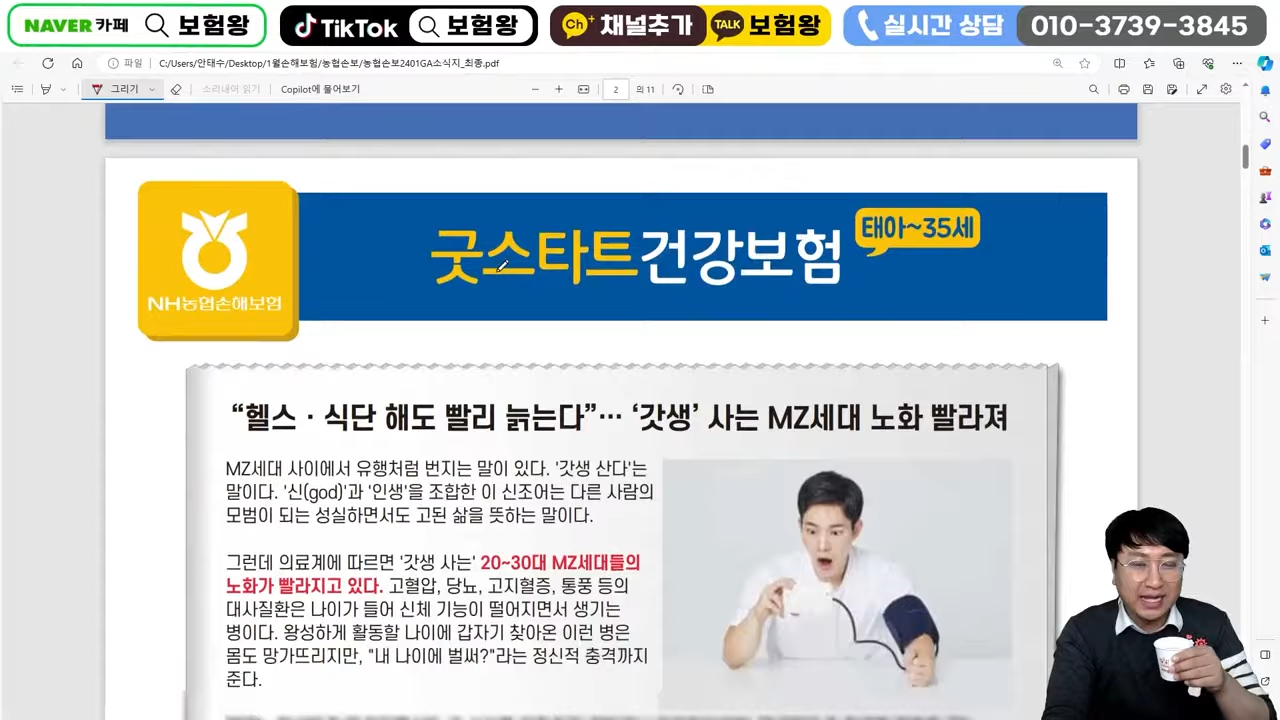 NAVER 카페 보험왕
TikTok 보험왕
Ch+ 채널추가 TALK 보험왕
실시간 상담 010-3739-3845
파일 C:/Users/안태수/Desktop/1월손해보험/농협손보/농협손보2401GA소식지_최종.pdf
그리기 소리내어 읽기 Copilot에 물어보기 2 의 11
굿스타트건강보험 태아~35세
NH농협손해보험
“헬스 · 식단 해도 빨리 늙는다”… ‘갓생’ 사는 MZ세대 노화 빨라져
MZ세대 사이에서 유행처럼 번지는 말이 있다. '갓생 산다'는
말이다. '신(god)'과 '인생'을 조합한 이 신조어는 다른 사람의
모범이 되는 성실하면서도 고된 삶을 뜻하는 말이다.
그런데 의료계에 따르면 '갓생 사는' 20~30대 MZ세대들의
노화가 빨라지고 있다. 고혈압, 당뇨, 고지혈증, 통풍 등의
대사질환은 나이가 들어 신체 기능이 떨어지면서 생기는
병이다. 왕성하게 활동할 나이에 갑자기 찾아온 이런 병은
몸도 망가뜨리지만, "내 나이에 벌써?"라는 정신적 충격까지
준다.